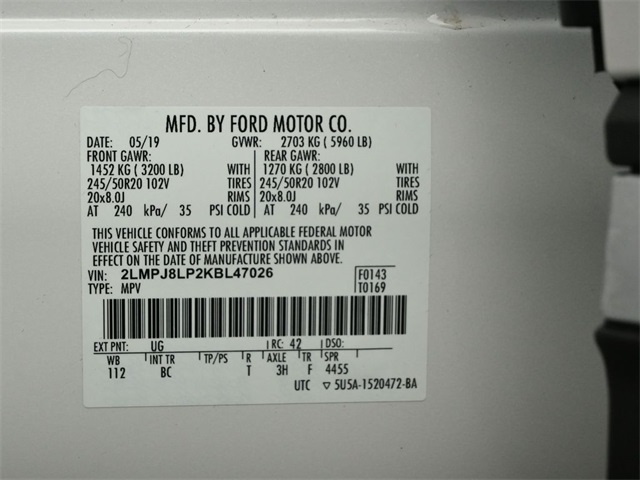 MFD. BY FORD MOTOR CO.
DATE: 05/19 GVWR: 2703 KG ( 5960 LB)
FRONT GAWR: REAR GAWR:
1452 KG ( 3200 LB) WITH 1270 KG ( 2800 LB) WITH
245/50R20 102V TIRES 245/50R20 102V TIRES
20x8.0J RIMS 20x8.0J RIMS
AT 240 kPa/ 35 PSI COLD AT 240 kPa/ 35 PSI COLD
THIS VEHICLE CONFORMS TO ALL APPLICABLE FEDERAL MOTOR
VEHICLE SAFETY AND THEFT PREVENTION STANDARDS IN
EFFECT ON THE DATE OF MANUFACTURE SHOWN ABOVE.
VIN: 2LMPJ8LP2KBL47026 F0143
TYPE: MPV T0169
EXT PNT: UG RC: 42 DSO:
WB INT TR TP/PS R AXLE TR SPR
112 BC T 3H F 4455
UTC ▽ 5U5A-1520472-BA